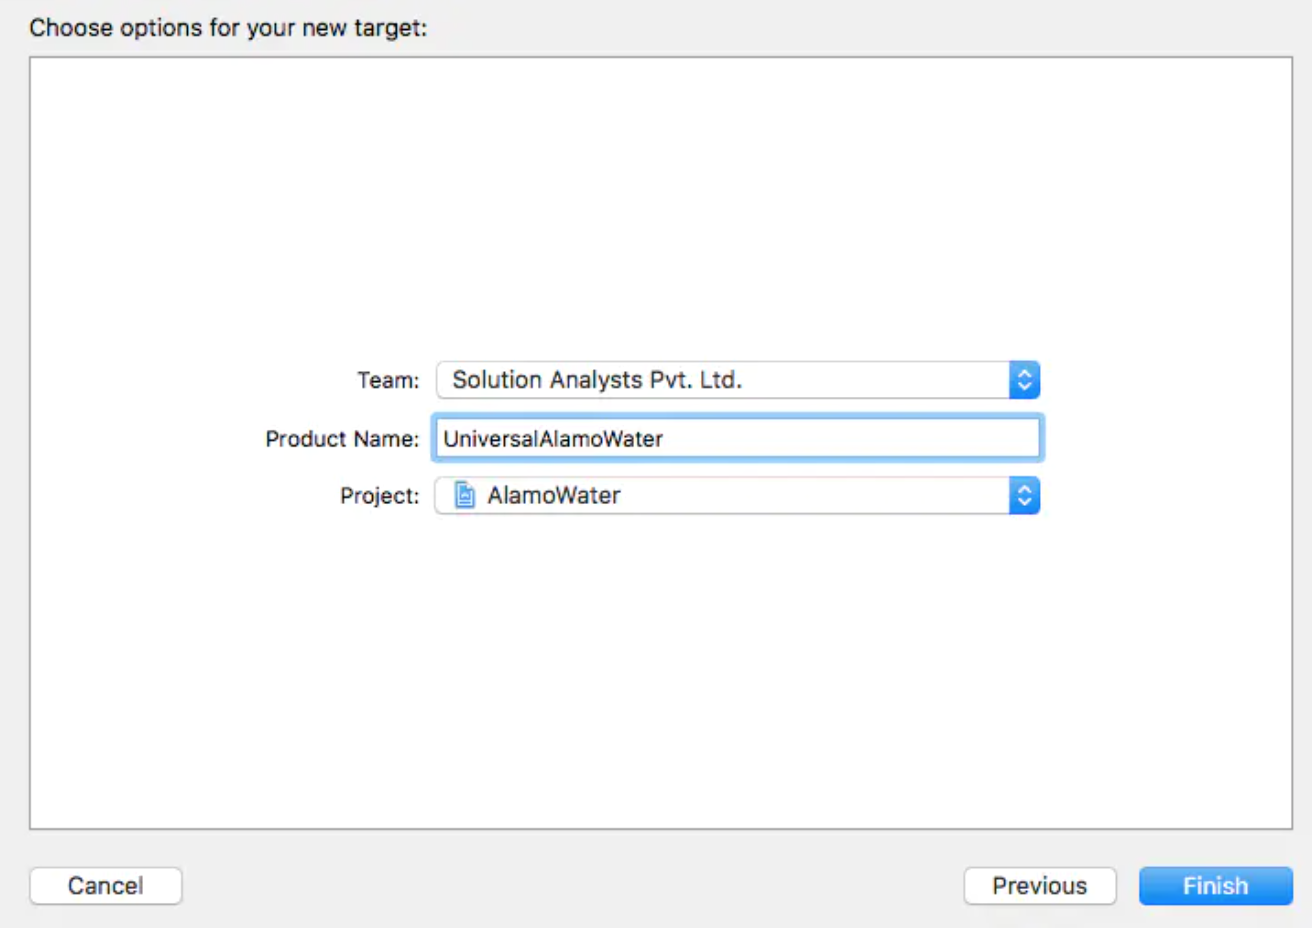 Choose options for your new target:
Team: Solution Analysts Pvt. Ltd.
Product Name: UniversalAlamoWater
Project: AlamoWater
Cancel Previous Finish